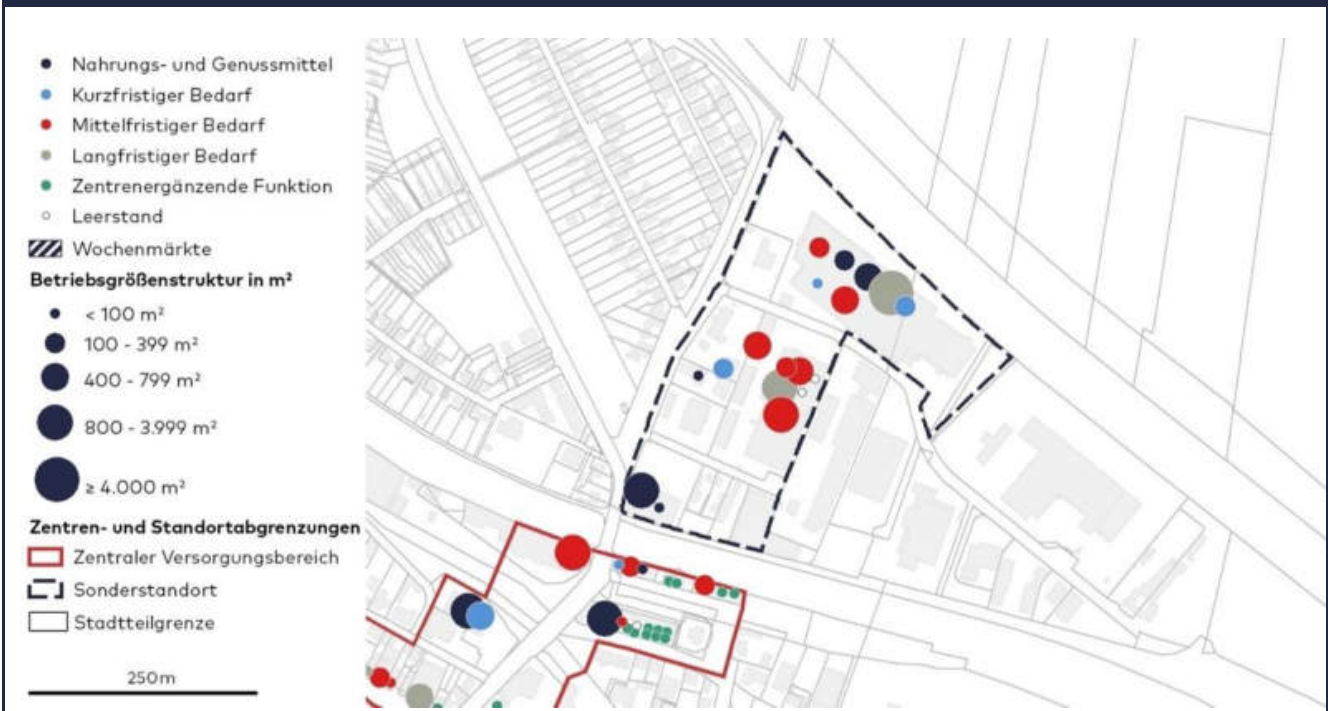 Nahrungs- und Genussmittel
Kurzfristiger Bedarf
Mittelfristiger Bedarf
Langfristiger Bedarf
Zentrenergänzende Funktion
Leerstand
Wochenmärkte
Betriebsgrößenstruktur in m²
< 100 m²
100 - 399 m²
400 - 799 m²
800 - 3.999 m²
≥ 4.000 m²
Zentren- und Standortabgrenzungen
Zentraler Versorgungsbereich
Sonderstandort
Stadtteilgrenze
250m